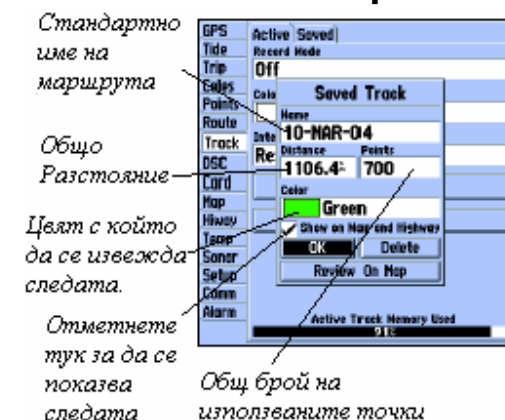 Стандартно
име на
маршрута
Общо
Разстояние
Цвят с който
да се извежда
следата.
Отметнете
тук за да се
показва
следата
Общ брой на
използваните точки
GPS
Tide
Trip
Points
Route
Track
DSC
Card
Map
Hiway
Temp
Sonar
Setup
Comm
Alarm
Active Saved
Record Mode
Off
Saved Track
Name
10-MAR-04
Distance Points
1106.4 700
Color
Green
Show on Map and Highway
OK Delete
Review On Map
Active Track Memory Used
91%